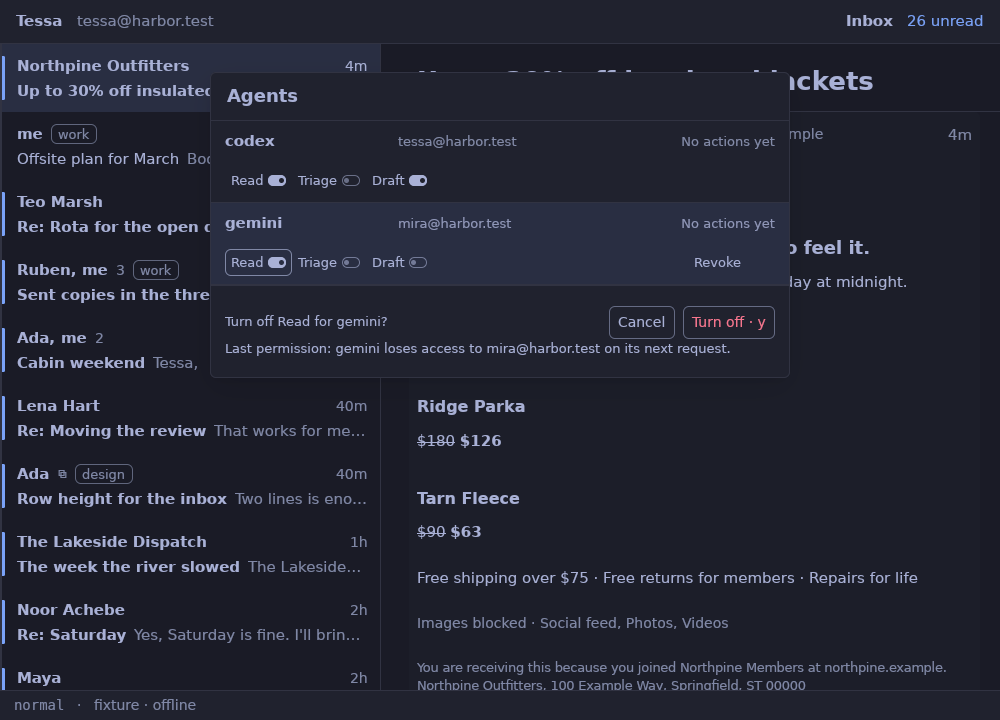 Tessa tessa@harbor.test
Inbox 26 unread
Northpine Outfitters 4m
Up to 30% off insulated
me work
Offsite plan for March
Teo Marsh
Re: Rota for the open
Ruben, me 3 work
Sent copies in the
Ada, me 2
Cabin weekend Tessa,
Lena Hart 40m
Re: Moving the review That works for me…
Ada design 40m
Row height for the inbox Two lines is eno…
The Lakeside Dispatch 1h
The week the river slowed The Lakeside…
Noor Achebe 2h
Re: Saturday Yes, Saturday is fine. I'll brin…
Maya 2h
Agents
codex tessa@harbor.test No actions yet
Read Triage Draft
gemini mira@harbor.test No actions yet
Read Triage Draft Revoke
Turn off Read for gemini? Cancel Turn off · y
Last permission: gemini loses access to mira@harbor.test on its next request.
4m
feel it.
at midnight.
Ridge Parka
$180 $126
Tarn Fleece
$90 $63
Free shipping over $75 · Free returns for members · Repairs for life
Images blocked · Social feed, Photos, Videos
You are receiving this because you joined Northpine Members at northpine.example.
Northpine Outfitters, 100 Example Way, Springfield, ST 00000
normal · fixture · offline